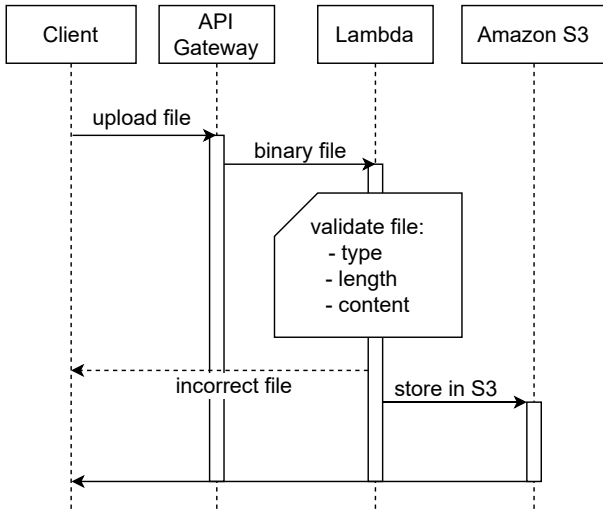 Client
API
Gateway
Lambda
Amazon S3
upload file
binary file
validate file:
- type
- length
- content
incorrect file
store in S3